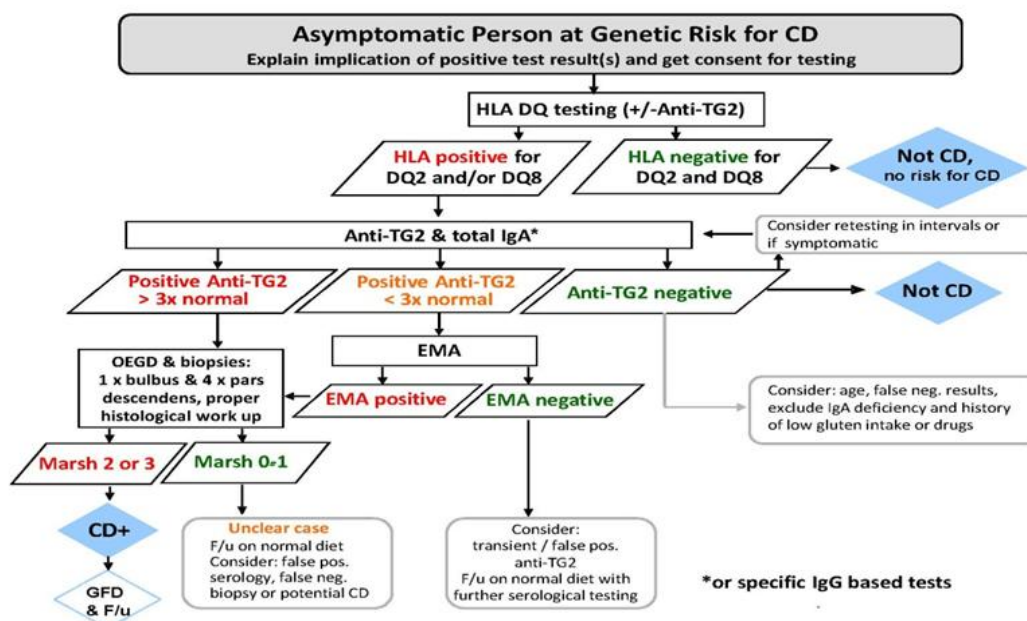 Asymptomatic Person at Genetic Risk for CD
Explain implication of positive test result(s) and get consent for testing
HLA DQ testing (+/-Anti-TG2)
HLA positive for
DQ2 and/or DQ8
HLA negative for
DQ2 and DQ8
Not CD,
no risk for CD
Anti-TG2 & total IgA*
Consider retesting in intervals or
if symptomatic
Positive Anti-TG2
> 3x normal
Positive Anti-TG2
< 3x normal
Anti-TG2 negative
Not CD
OEGD & biopsies:
1 x bulbus & 4 x pars
descendens, proper
histological work up
EMA
EMA positive
EMA negative
Consider: age, false neg. results,
exclude IgA deficiency and history
of low gluten intake or drugs
Marsh 2 or 3
Marsh 0-1
CD+
Unclear case
F/u on normal diet
Consider: false pos.
serology, false neg.
biopsy or potential CD
Consider:
transient / false pos.
anti-TG2
F/u on normal diet with
further serological testing
GFD
& F/u
*or specific IgG based tests